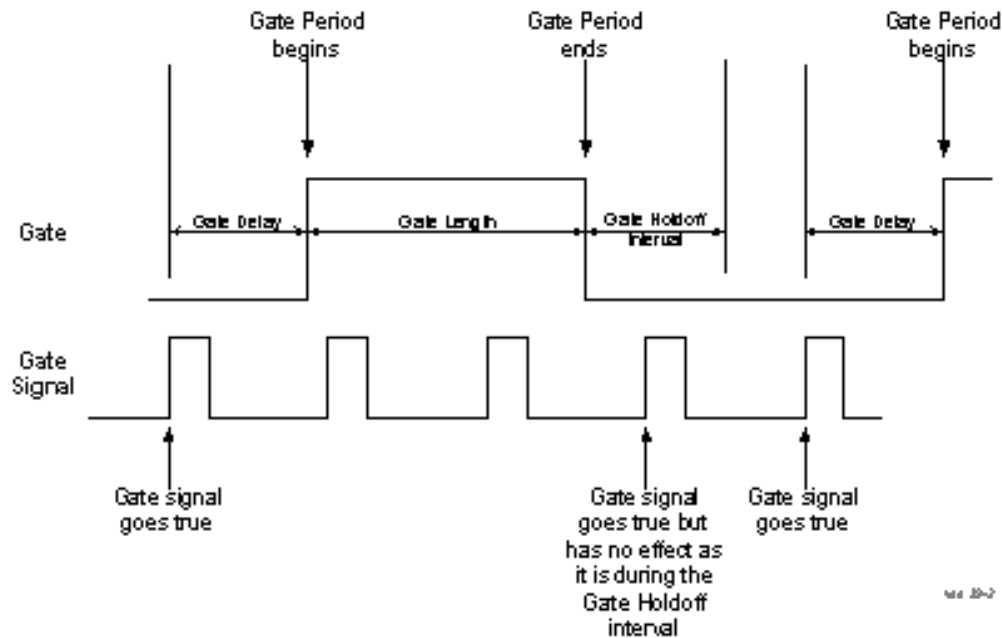 Gate Period
begins
Gate Period
ends
Gate Period
begins
Gate
Gate Delay
Gate Length
Gate Holdoff
Interval
Gate Delay
Gate
Signal
Gate signal
goes true
Gate signal
goes true but
has no effect as
it is during the
Gate Holdoff
interval
Gate signal
goes true